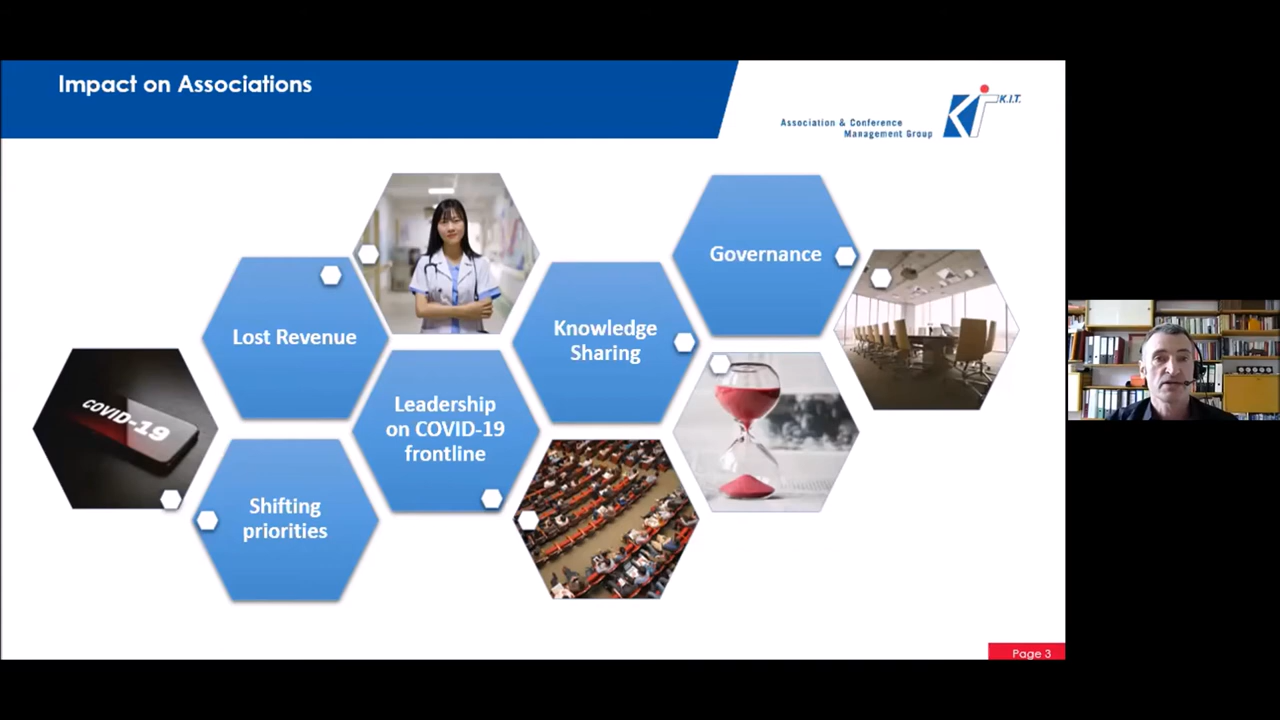 Impact on Associations
K.I.T.
Association & Conference
Management Group
Governance
Lost Revenue
Knowledge
Sharing
COVID-19
Leadership
on COVID-19
frontline
Shifting
priorities
Page 3